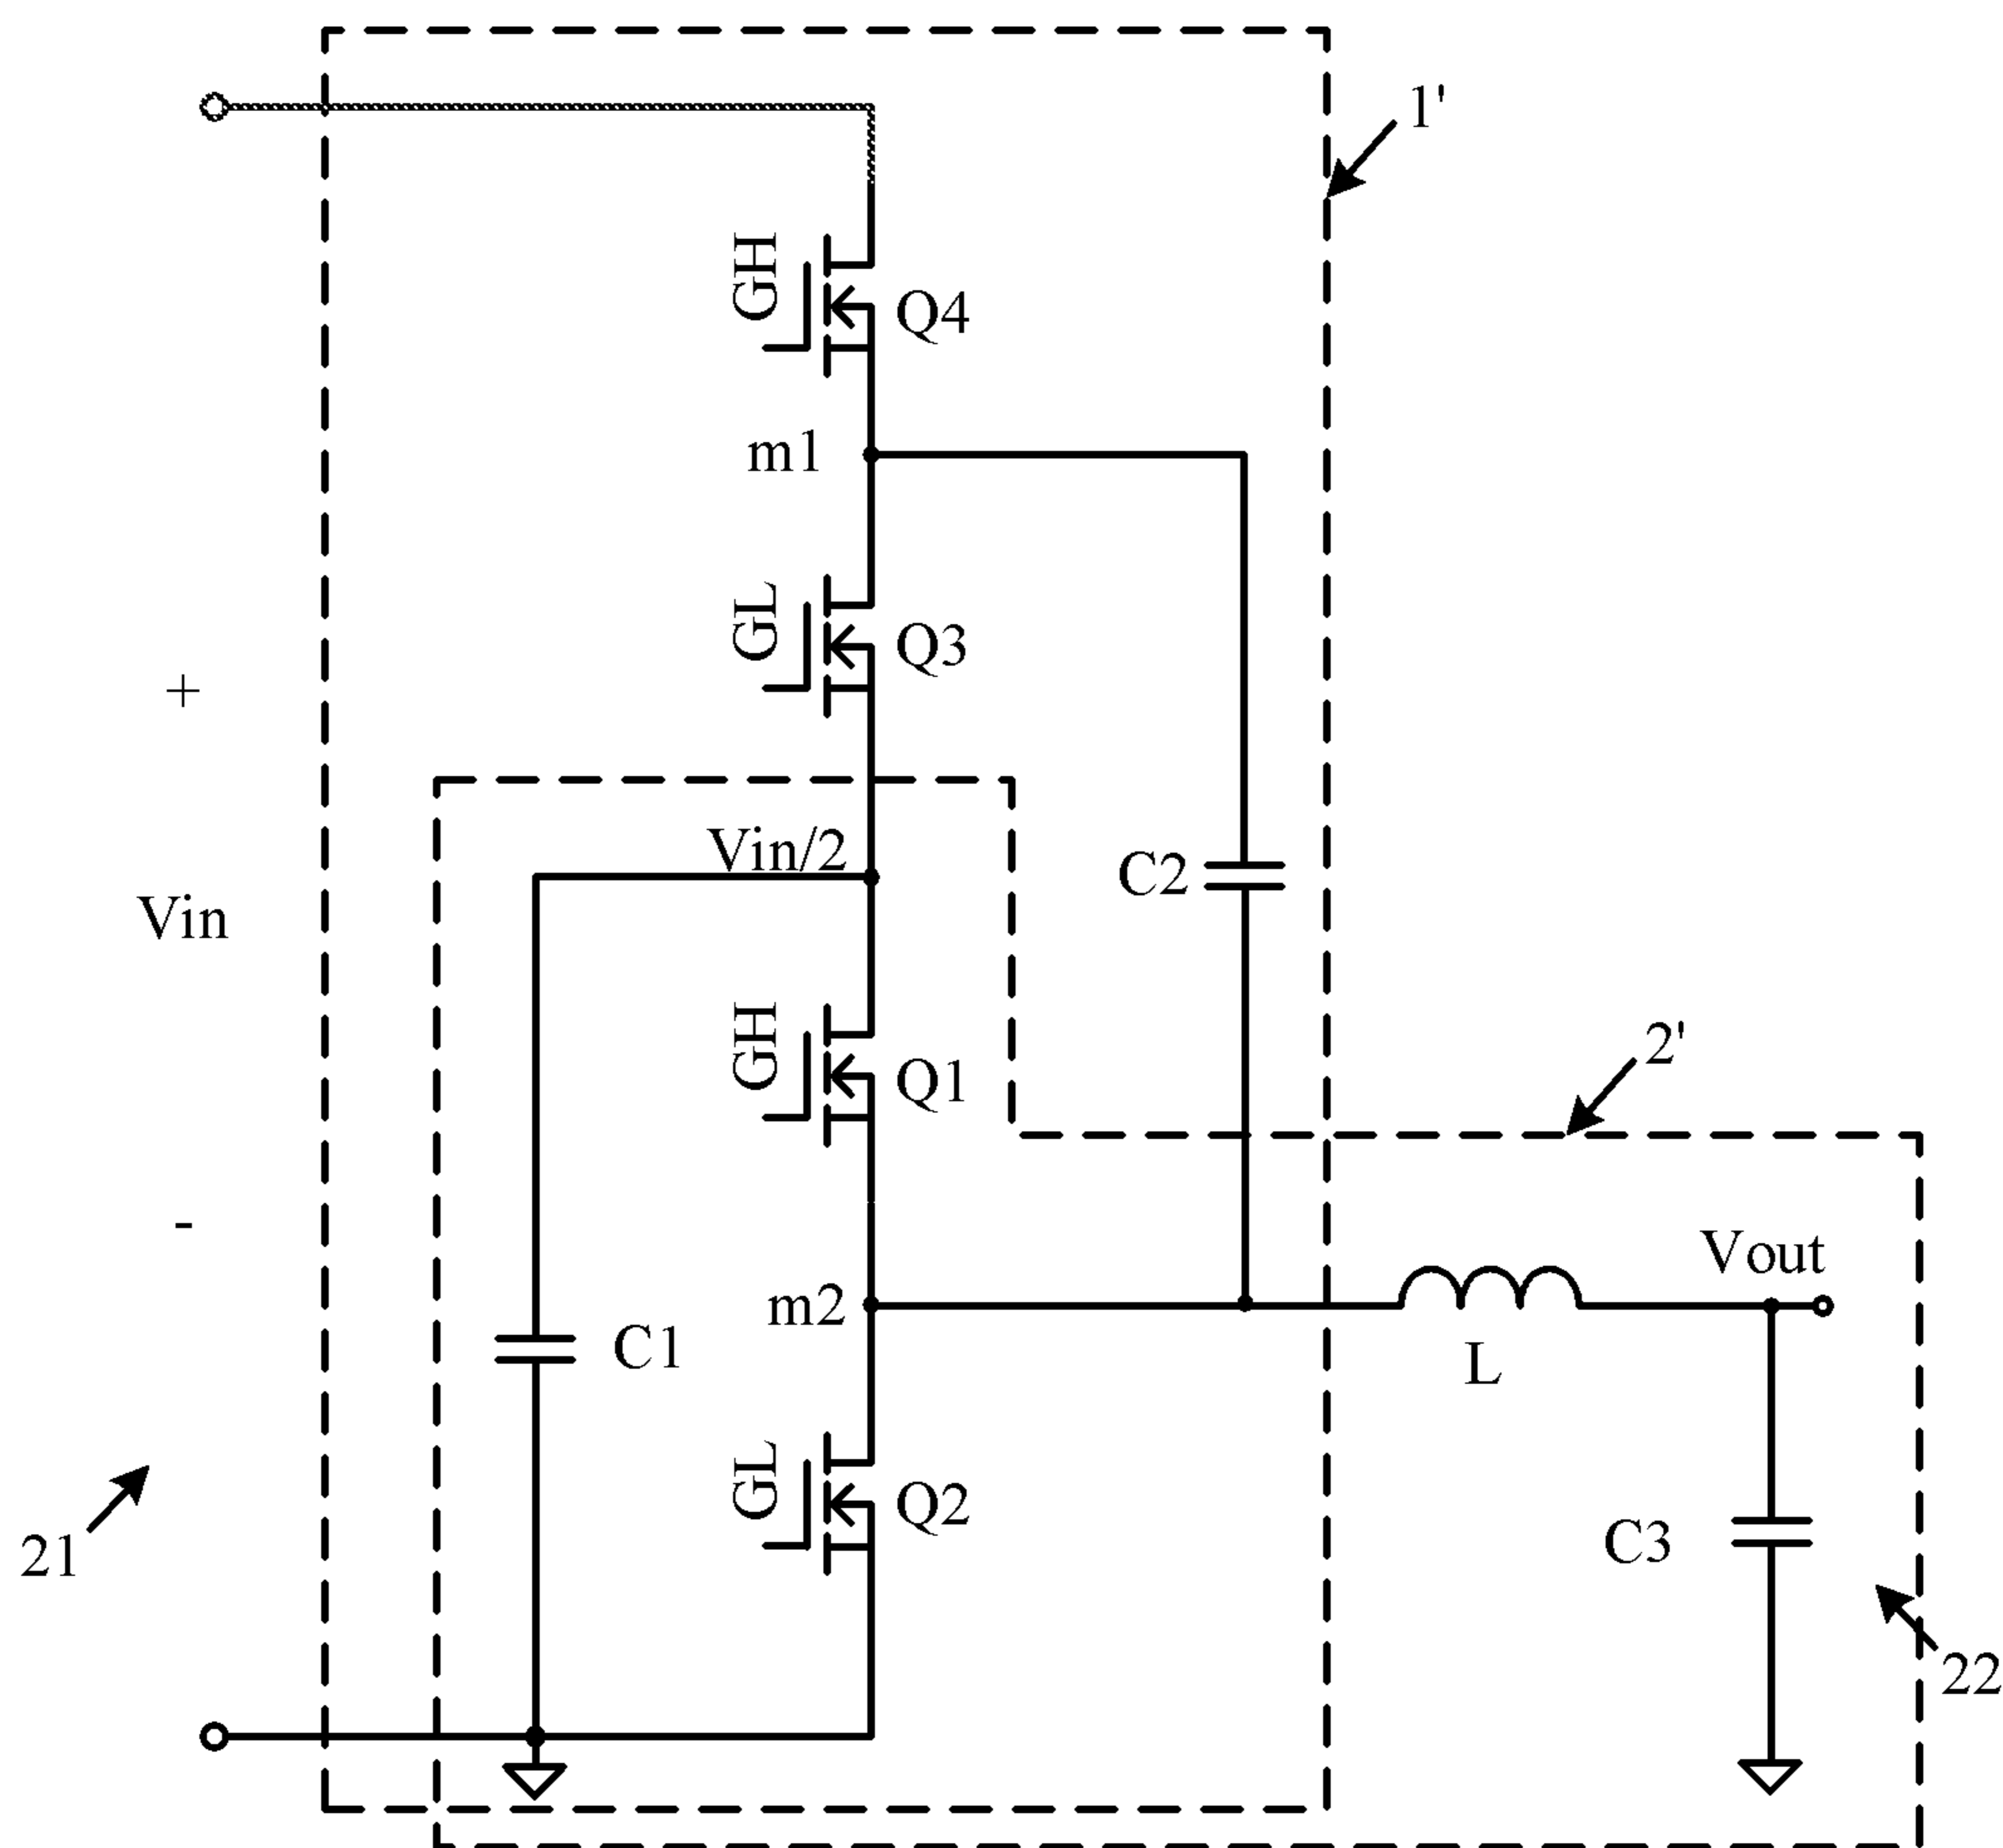 1'
GH
Q4
m1
GL
Q3
+
Vin/2
C2
Vin
GH
Q1
2'
-
Vout
m2
C1
L
GL
Q2
21
C3
22